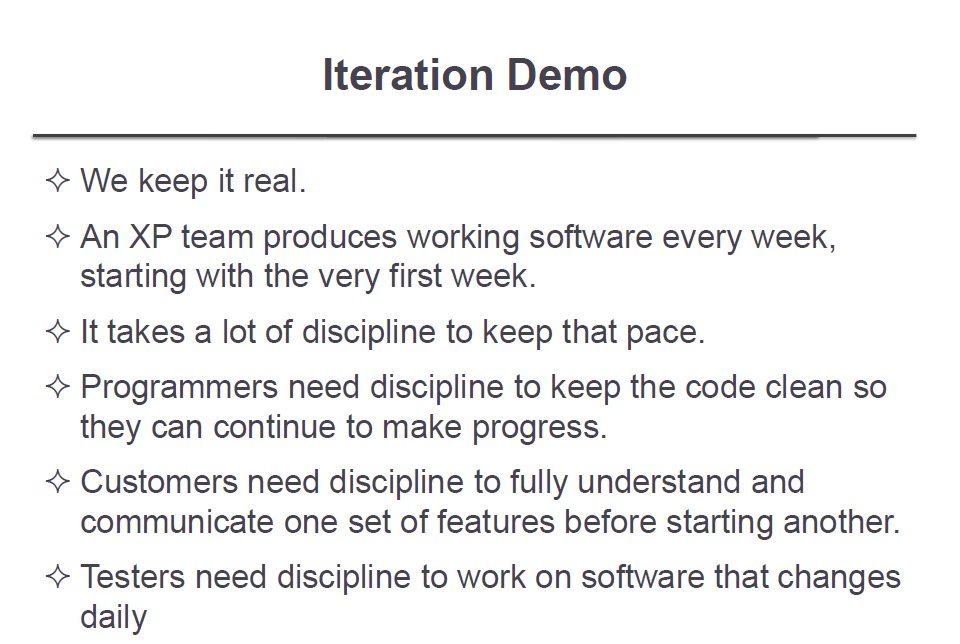 Iteration Demo
✧ We keep it real.
✧ An XP team produces working software every week,
starting with the very first week.
✧ It takes a lot of discipline to keep that pace.
✧ Programmers need discipline to keep the code clean so
they can continue to make progress.
✧ Customers need discipline to fully understand and
communicate one set of features before starting another.
✧ Testers need discipline to work on software that changes
daily